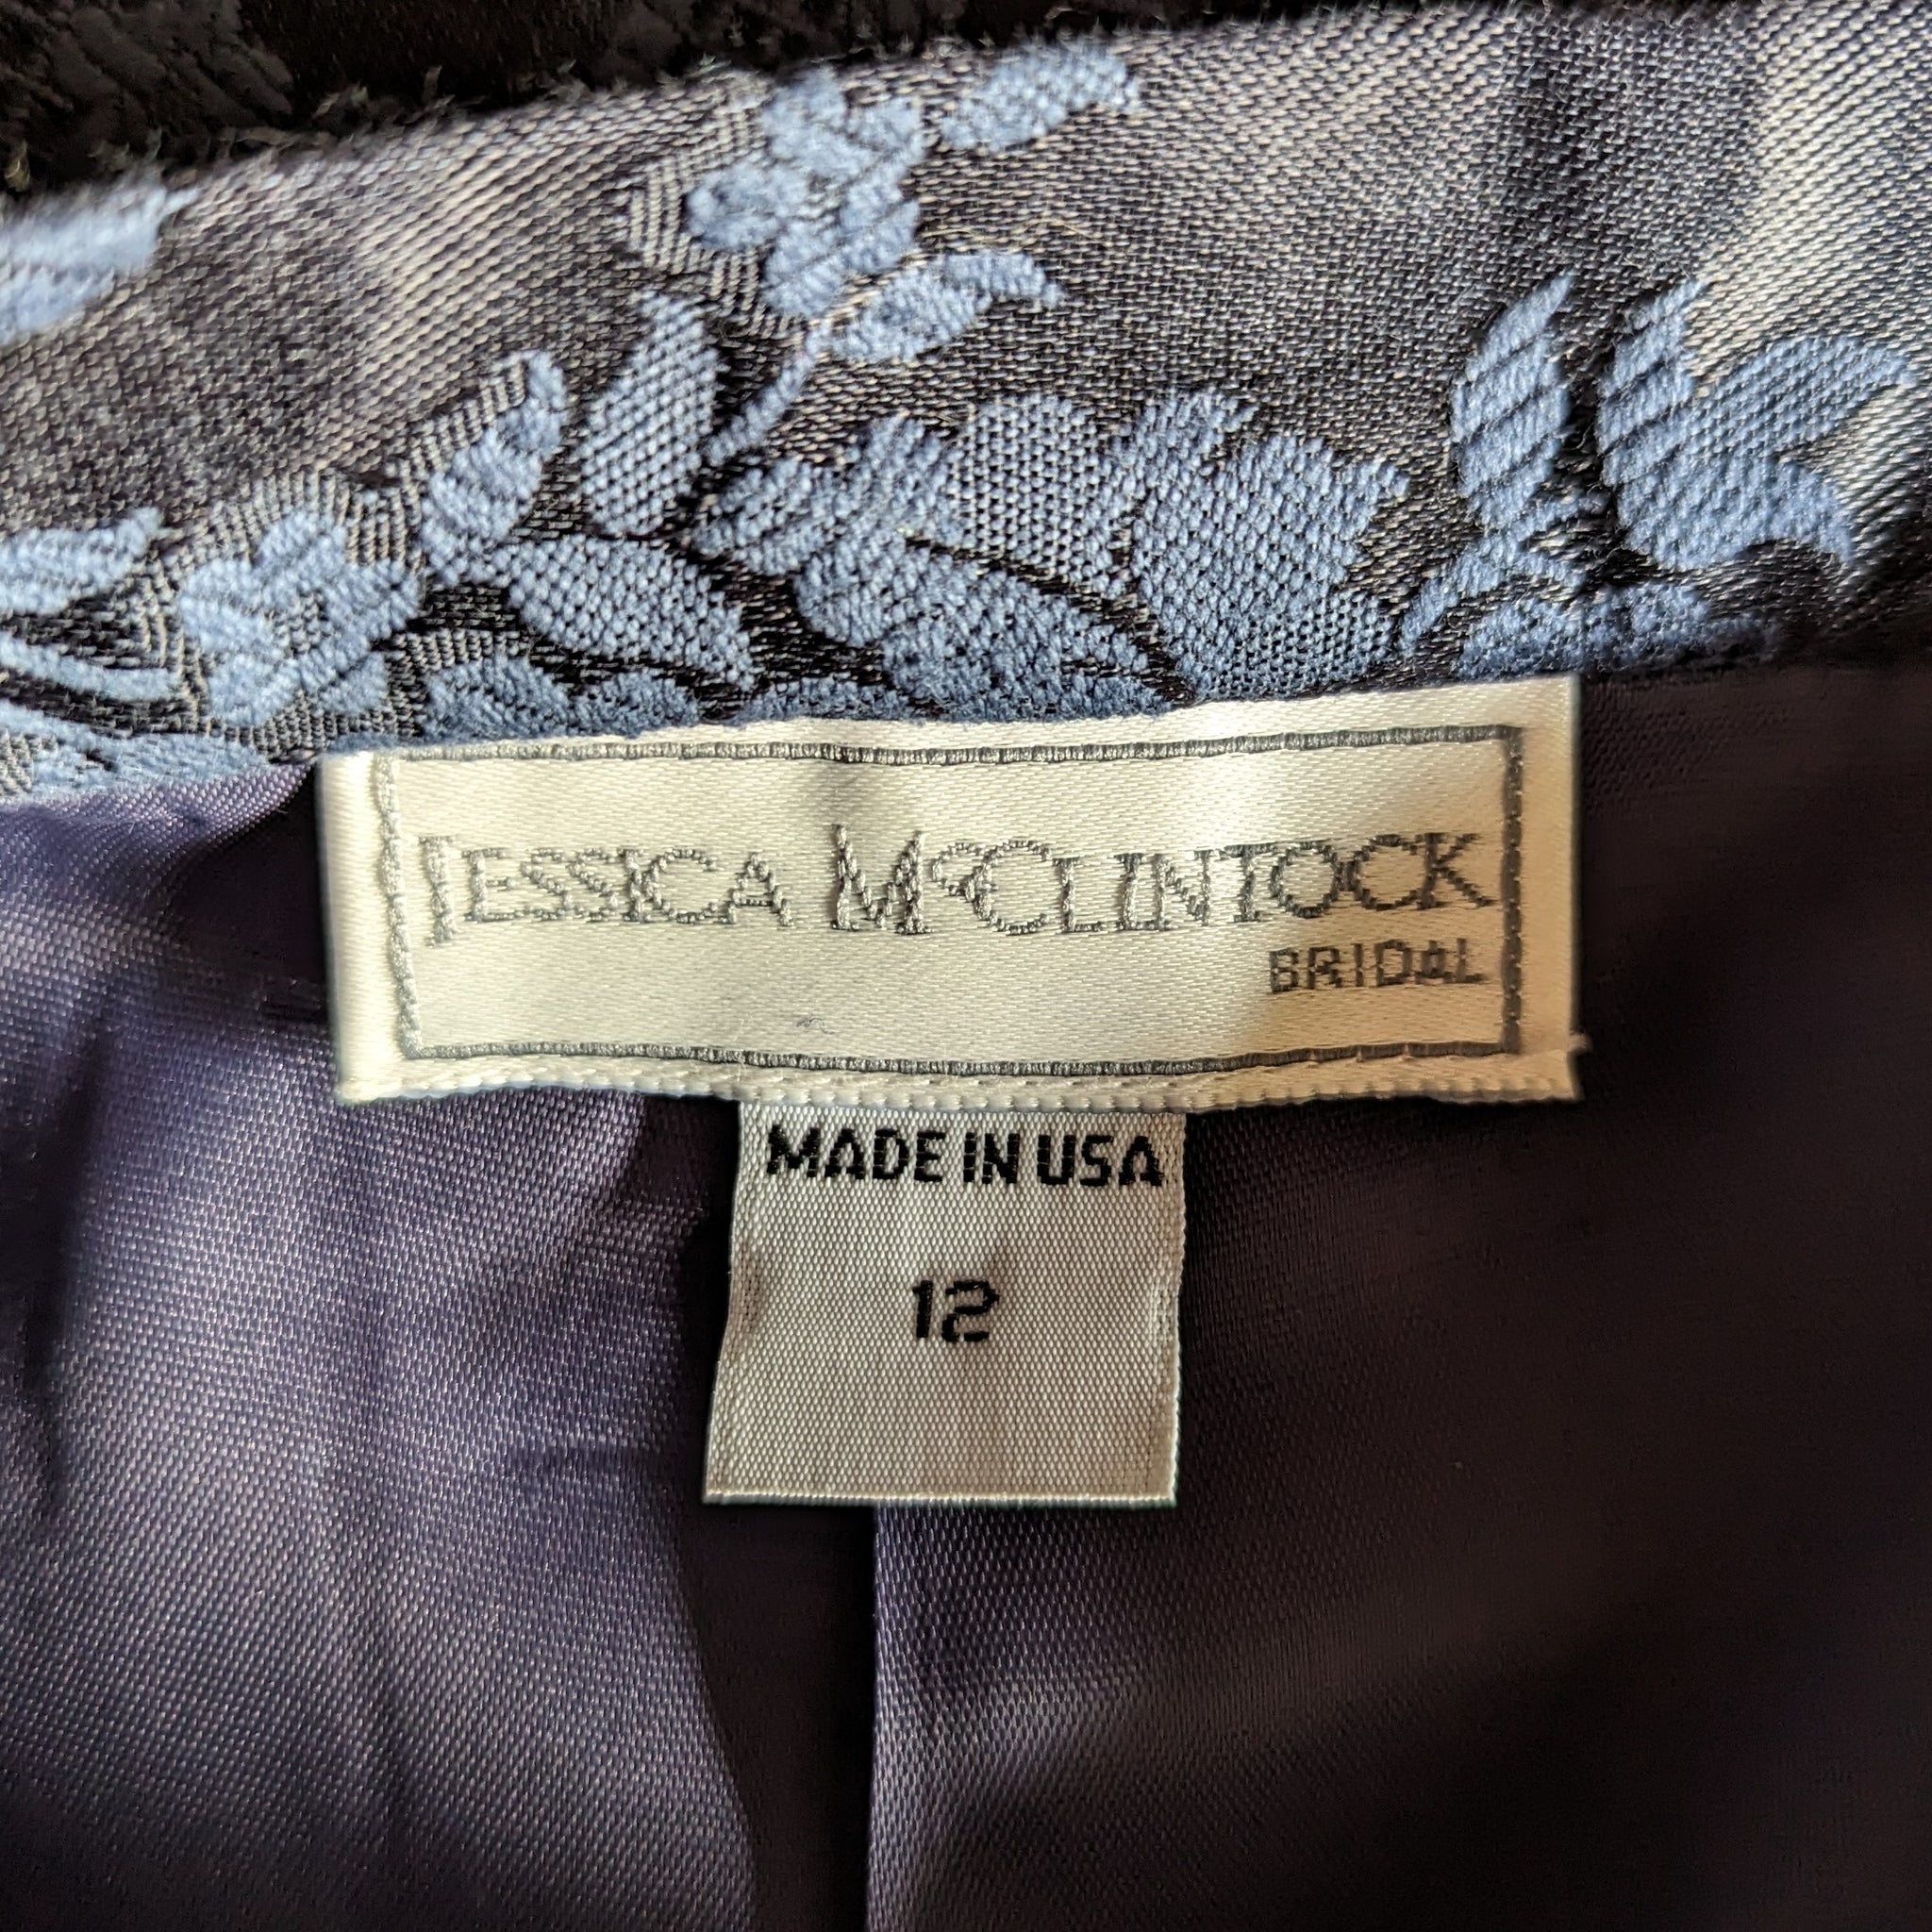 JESSICA McCLINTOCK
BRIDAL
MADE IN USA
12